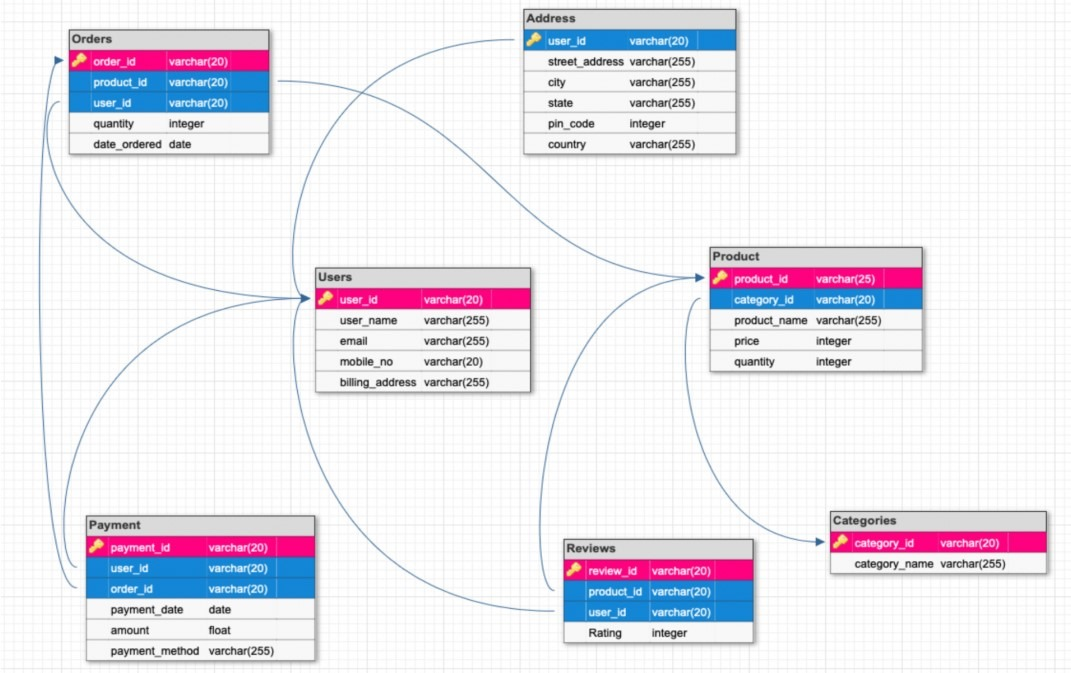 Orders
order_id varchar(20)
product_id varchar(20)
user_id varchar(20)
quantity integer
date_ordered date
Address
user_id varchar(20)
street_address varchar(255)
city varchar(255)
state varchar(255)
pin_code integer
country varchar(255)
Users
user_id varchar(20)
user_name varchar(255)
email varchar(255)
mobile_no varchar(20)
billing_address varchar(255)
Product
product_id varchar(25)
category_id varchar(20)
product_name varchar(255)
price integer
quantity integer
Payment
payment_id varchar(20)
user_id varchar(20)
order_id varchar(20)
payment_date date
amount float
payment_method varchar(255)
Reviews
review_id varchar(20)
product_id varchar(20)
user_id varchar(20)
Rating integer
Categories
category_id varchar(20)
category_name varchar(255)